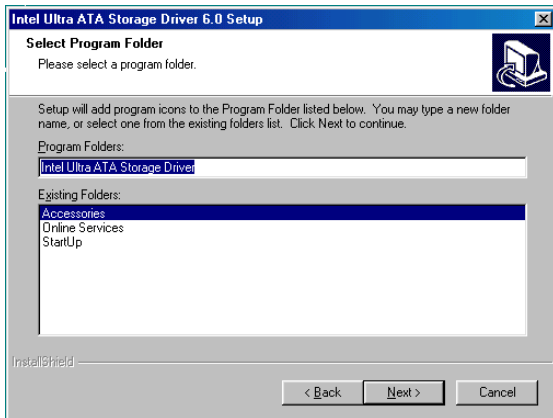 Intel Ultra ATA Storage Driver 6.0 Setup
Select Program Folder
Please select a program folder.
Setup will add program icons to the Program Folder listed below. You may type a new folder
name, or select one from the existing folders list. Click Next to continue.
Program Folders:
Intel Ultra ATA Storage Driver
Existing Folders:
Accessories
Online Services
StartUp
InstallShield
< Back
Next >
Cancel